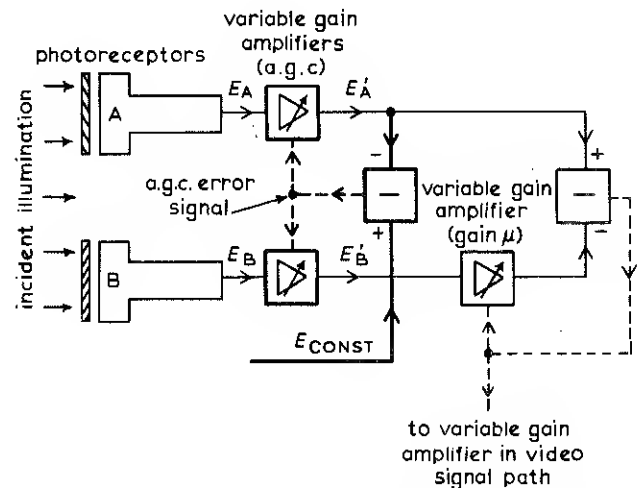 variable gain
amplifiers
(a.g.c)
photoreceptors
incident illumination
A
E_A
E'_A
−
+
−
a.g.c. error
signal
variable gain
amplifier
(gain μ)
+
−
−
B
E_B
E'_B
E_CONST
to variable gain
amplifier in video
signal path